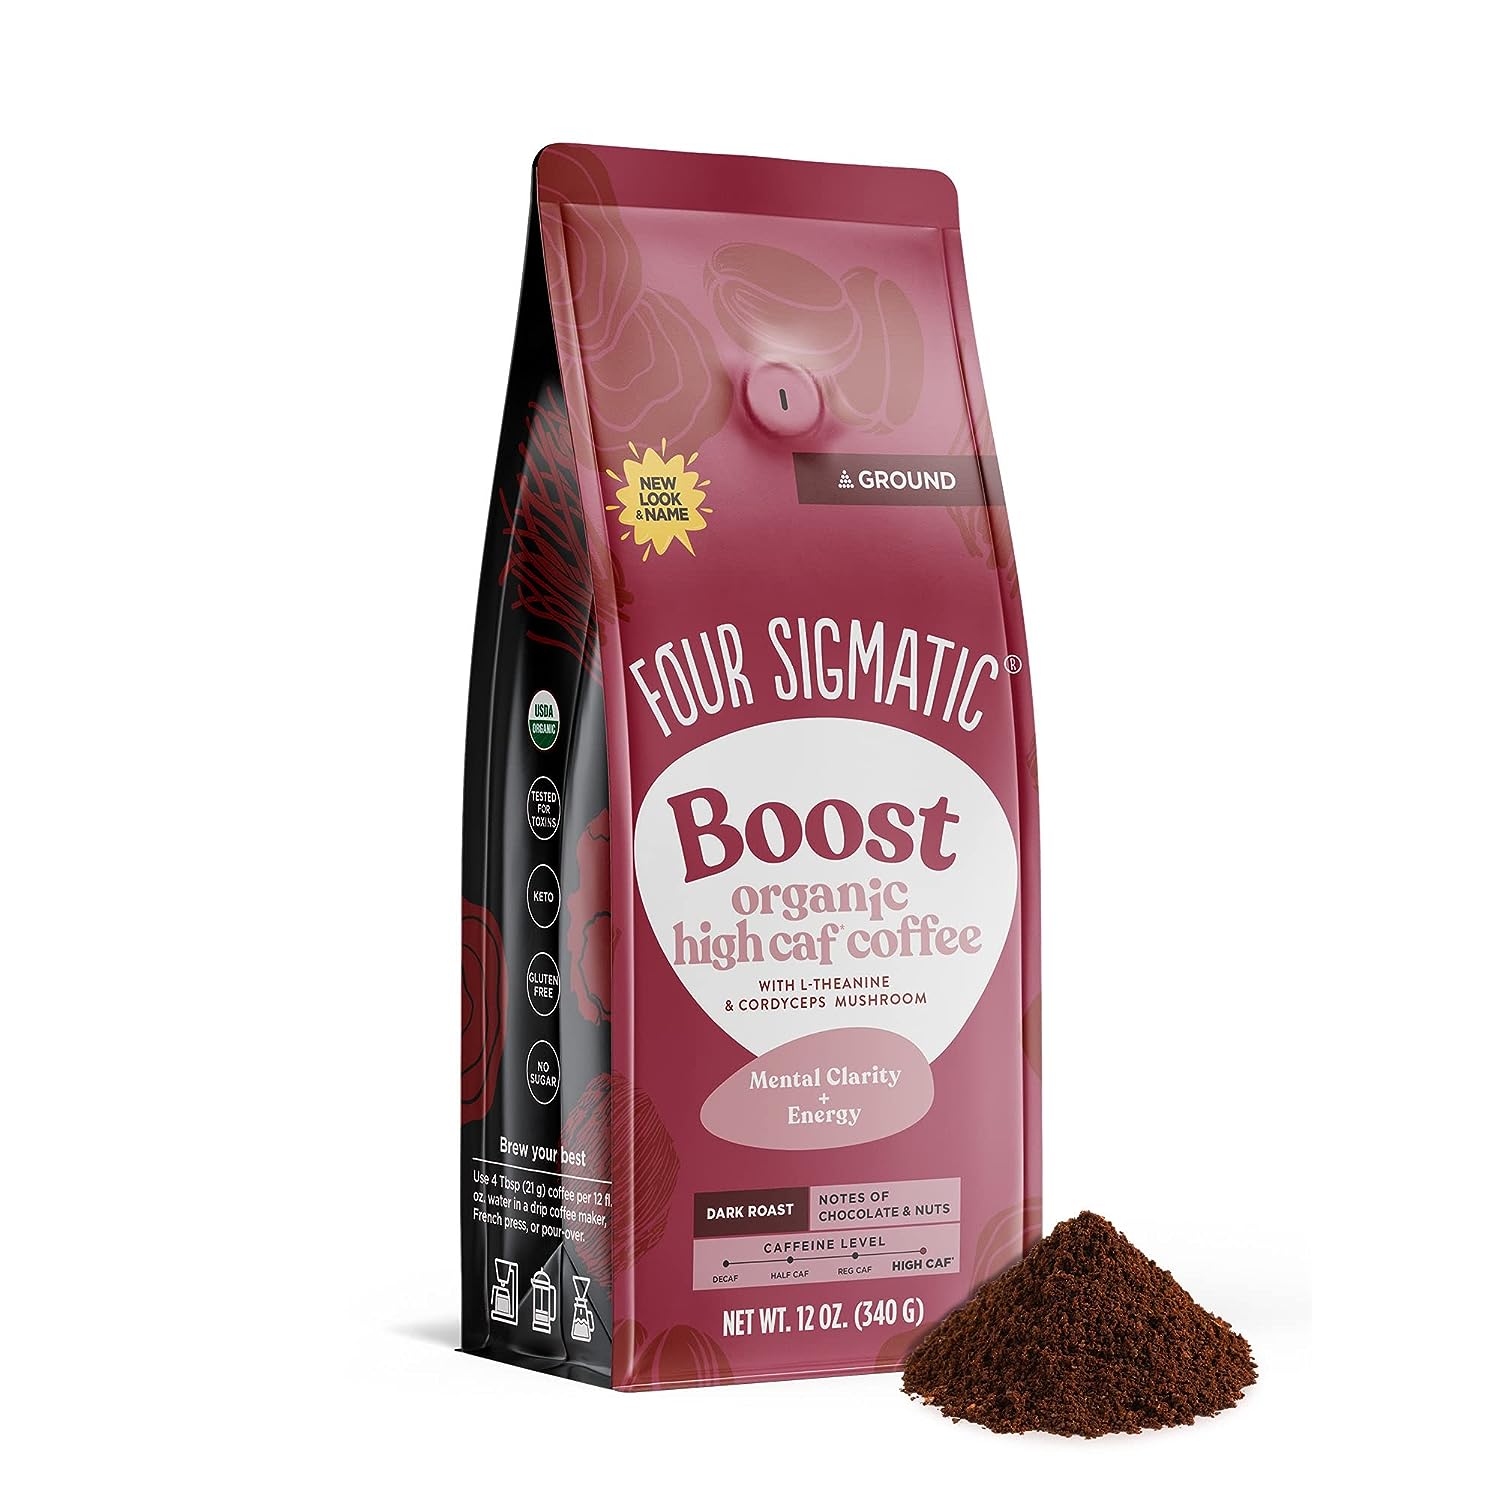 GROUND
NEW
LOOK
& NAME
FOUR SIGMATIC®
Boost
organic
high caf* coffee
WITH L-THEANINE
& CORDYCEPS MUSHROOM
Mental Clarity
+
Energy
DARK ROAST
NOTES OF
CHOCOLATE & NUTS
CAFFEINE LEVEL
DECAF HALF CAF REG CAF HIGH CAF*
NET WT. 12 OZ. (340 G)
USDA
ORGANIC
TESTED
FOR
TOXINS
KETO
GLUTEN
FREE
NO
SUGAR
Brew your best
Use 4 Tbsp (21 g) coffee per 12 fl.
oz. water in a drip coffee maker,
French press, or pour-over.